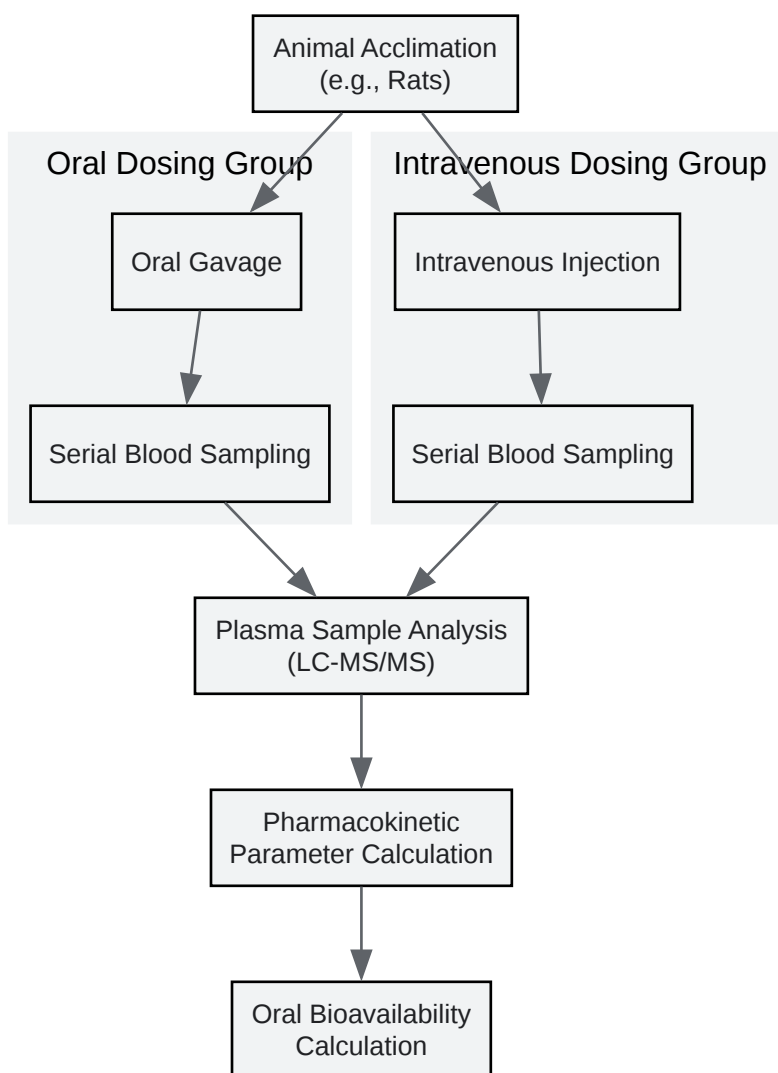 Animal Acclimation
(e.g., Rats)
Oral Dosing Group
Intravenous Dosing Group
Oral Gavage
Intravenous Injection
Serial Blood Sampling
Serial Blood Sampling
Plasma Sample Analysis
(LC-MS/MS)
Pharmacokinetic
Parameter Calculation
Oral Bioavailability
Calculation